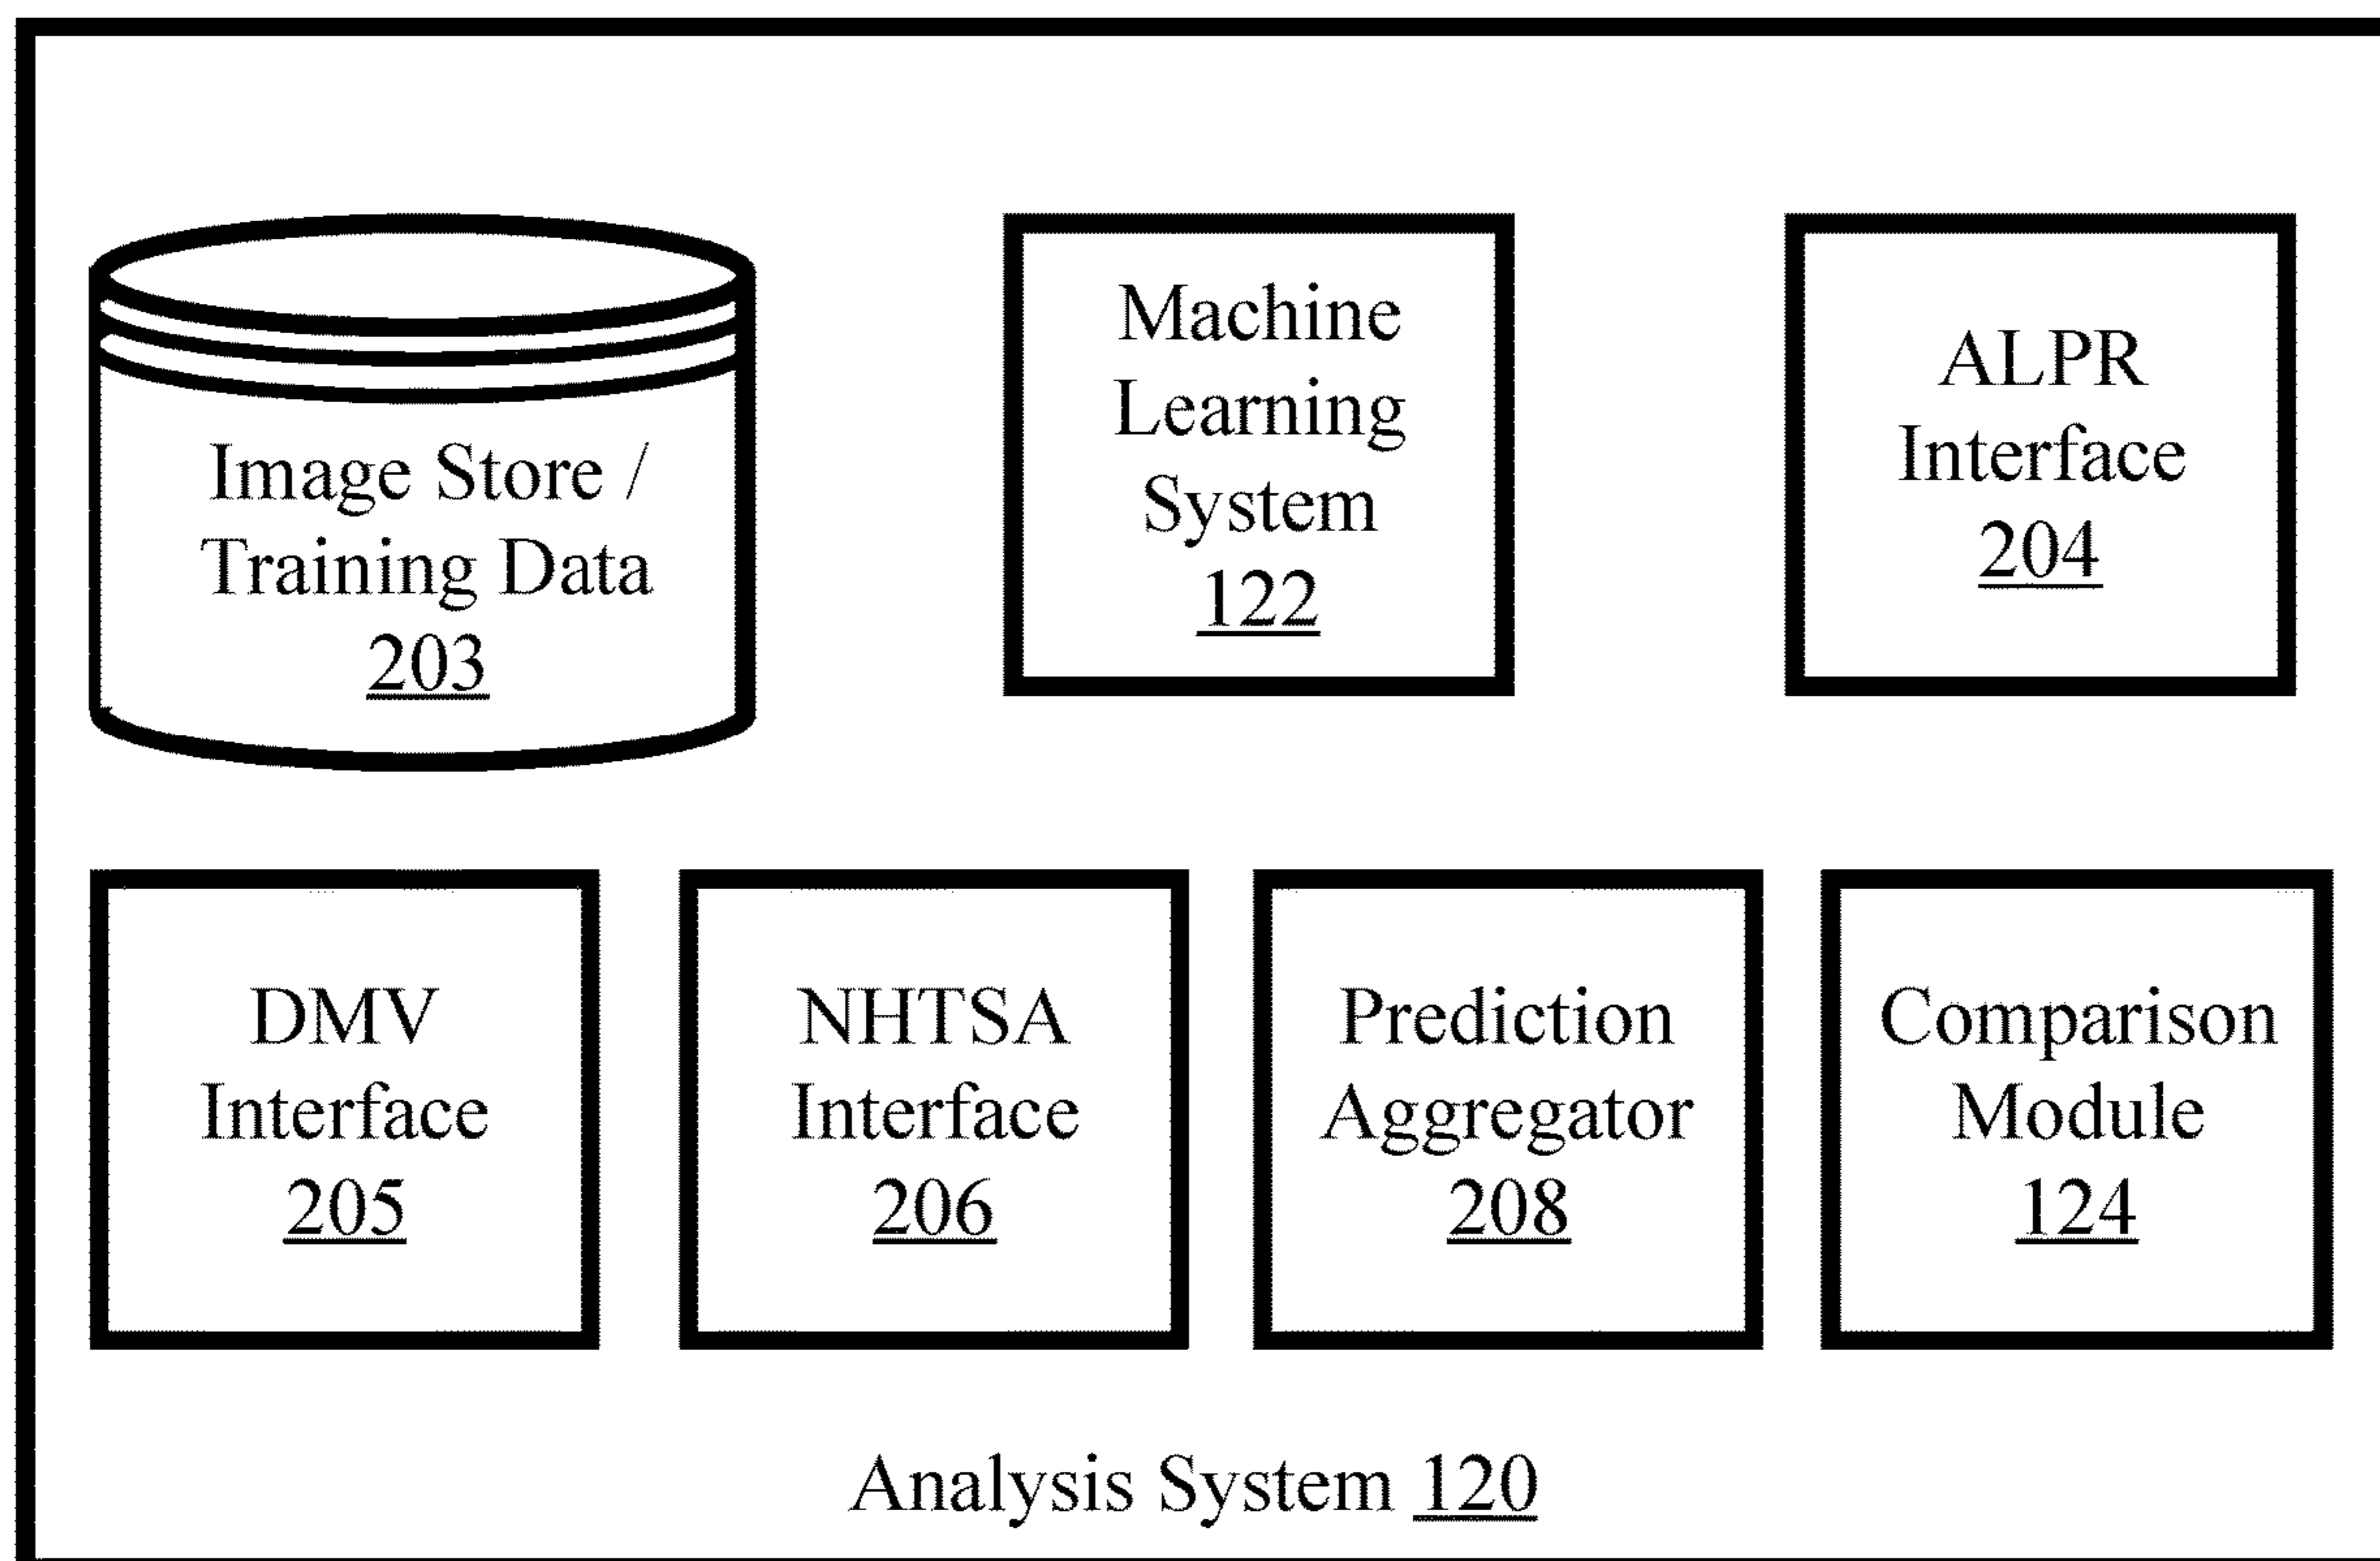 Image Store /
Training Data
203
Machine
Learning
System
122
ALPR
Interface
204
DMV
Interface
205
NHTSA
Interface
206
Prediction
Aggregator
208
Comparison
Module
124
Analysis System 120